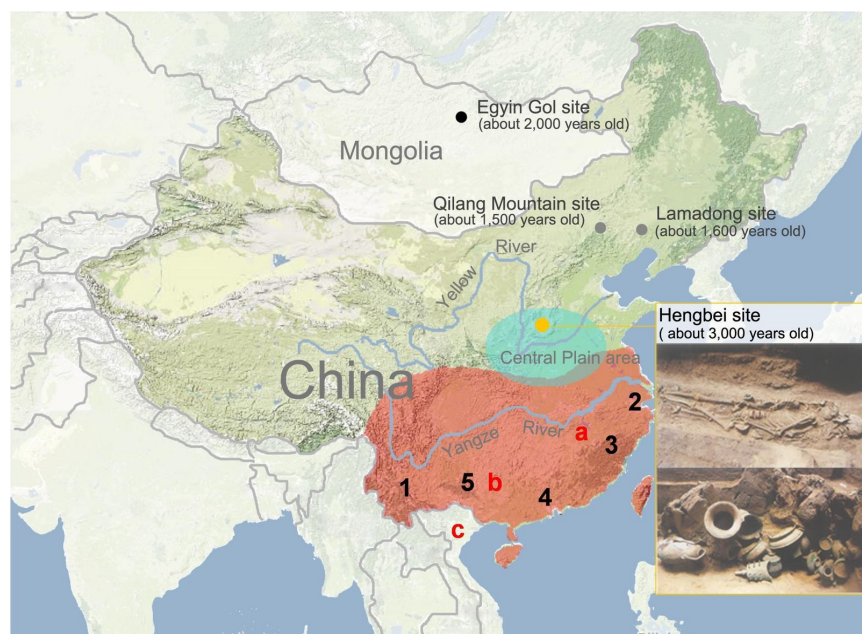 Egyin Gol site
(about 2,000 years old)
Mongolia
Qilang Mountain site
(about 1,500 years old)
Lamadong site
(about 1,600 years old)
River
Yellow
Hengbei site
( about 3,000 years old)
Central Plain area
China
2
a
River
Yangze
3
1
5
b
4
c